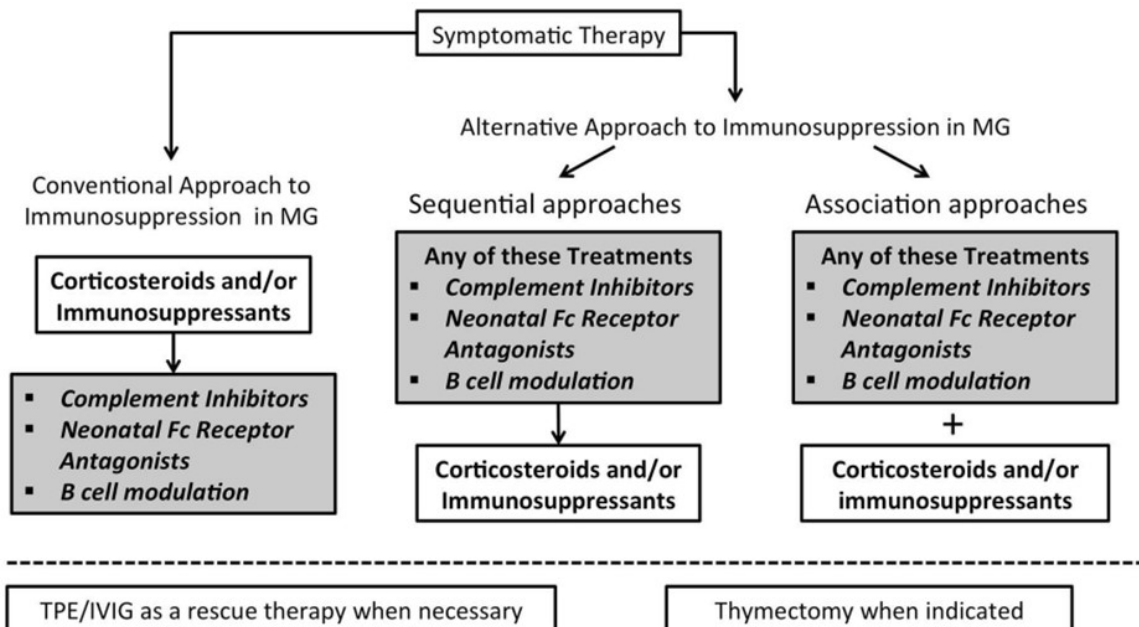 Symptomatic Therapy
Alternative Approach to Immunosuppression in MG
Conventional Approach to
Immunosuppression in MG
Corticosteroids and/or
Immunosuppressants
▪ Complement Inhibitors
▪ Neonatal Fc Receptor
Antagonists
▪ B cell modulation
Sequential approaches
Any of these Treatments
▪ Complement Inhibitors
▪ Neonatal Fc Receptor
Antagonists
▪ B cell modulation
Corticosteroids and/or
Immunosuppressants
Association approaches
Any of these Treatments
▪ Complement Inhibitors
▪ Neonatal Fc Receptor
Antagonists
▪ B cell modulation
+
Corticosteroids and/or
immunosuppressants
TPE/IVIG as a rescue therapy when necessary
Thymectomy when indicated